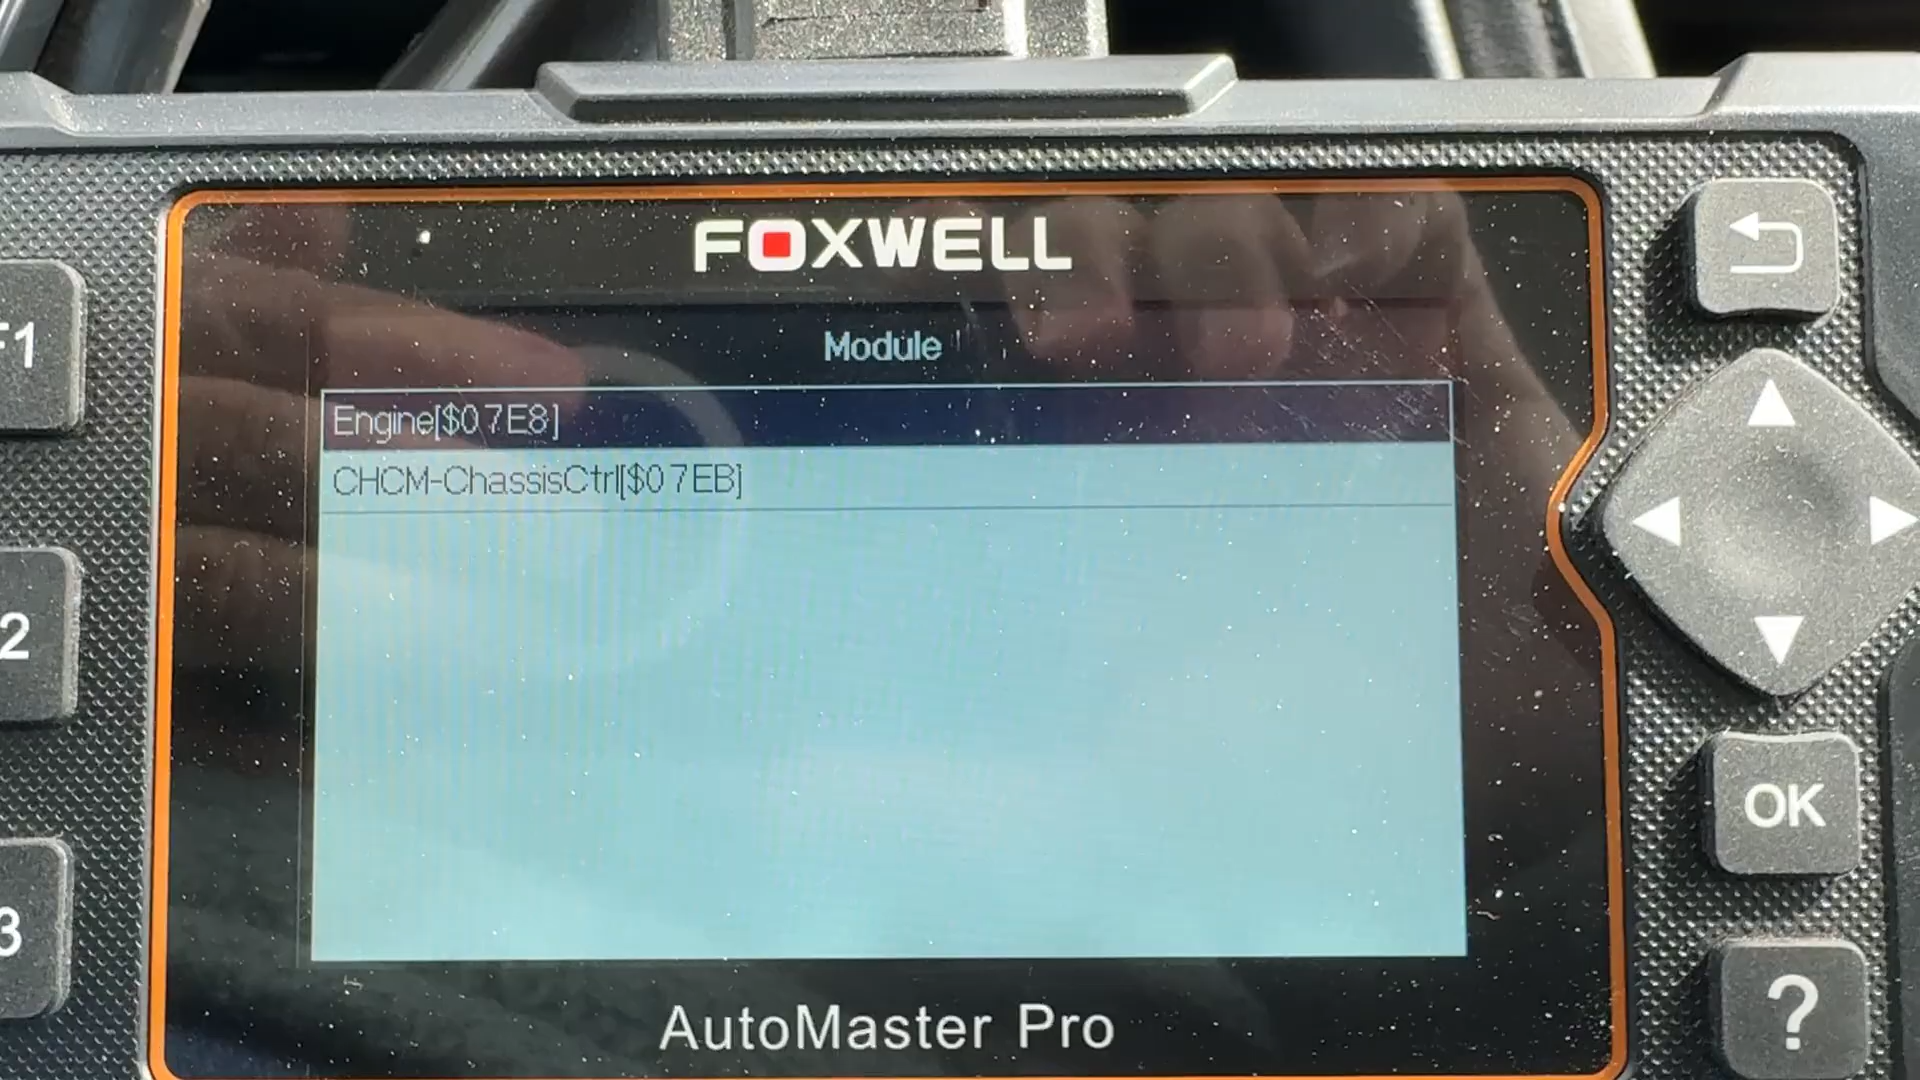 FOXWELL
Module
Engine[$07E8]
CHCM-ChassisCtrl[$07EB]
AutoMaster Pro
F1
2
3
OK
?